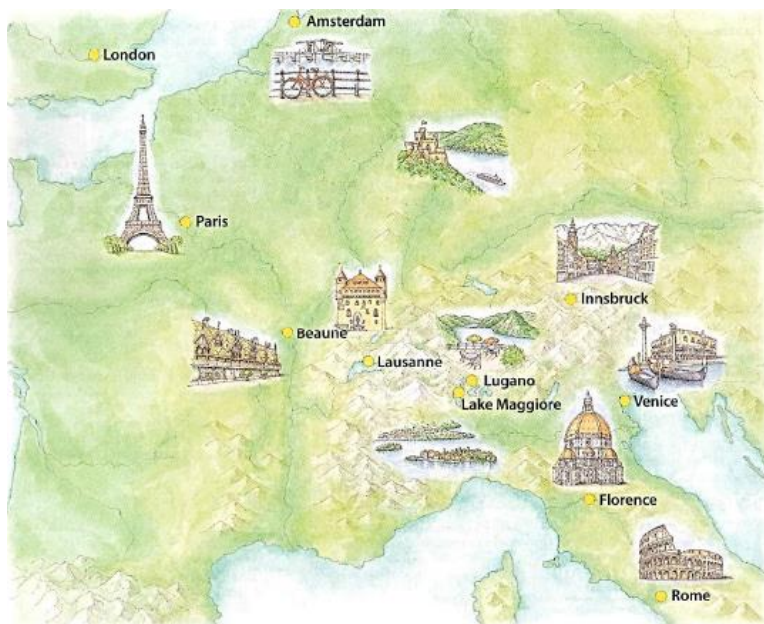 Amsterdam
London
Paris
Innsbruck
Beaune
Lausanne
Lugano
Lake Maggiore
Venice
Florence
Rome